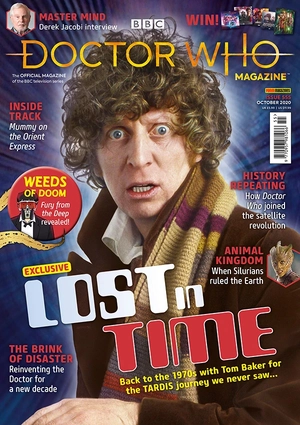 MASTER MIND
Derek Jacobi interview
BBC
WIN!
DOCTOR WHO
The OFFICIAL MAGAZINE
of the BBC television series
MAGAZINE
ISSUE 555
OCTOBER 2020
INSIDE
TRACK
Mummy on
the Orient
Express
WEEDS
OF DOOM
Fury from
the Deep
revealed!
HISTORY
REPEATING
How Doctor
Who joined
the satellite
revolution
ANIMAL
KINGDOM
When Silurians
ruled the Earth
EXCLUSIVE
LOST in
TIME
THE BRINK
OF DISASTER
Reinventing the
Doctor for
a new decade
Back to the 1970s with Tom Baker for
the TARDIS journey we never saw...